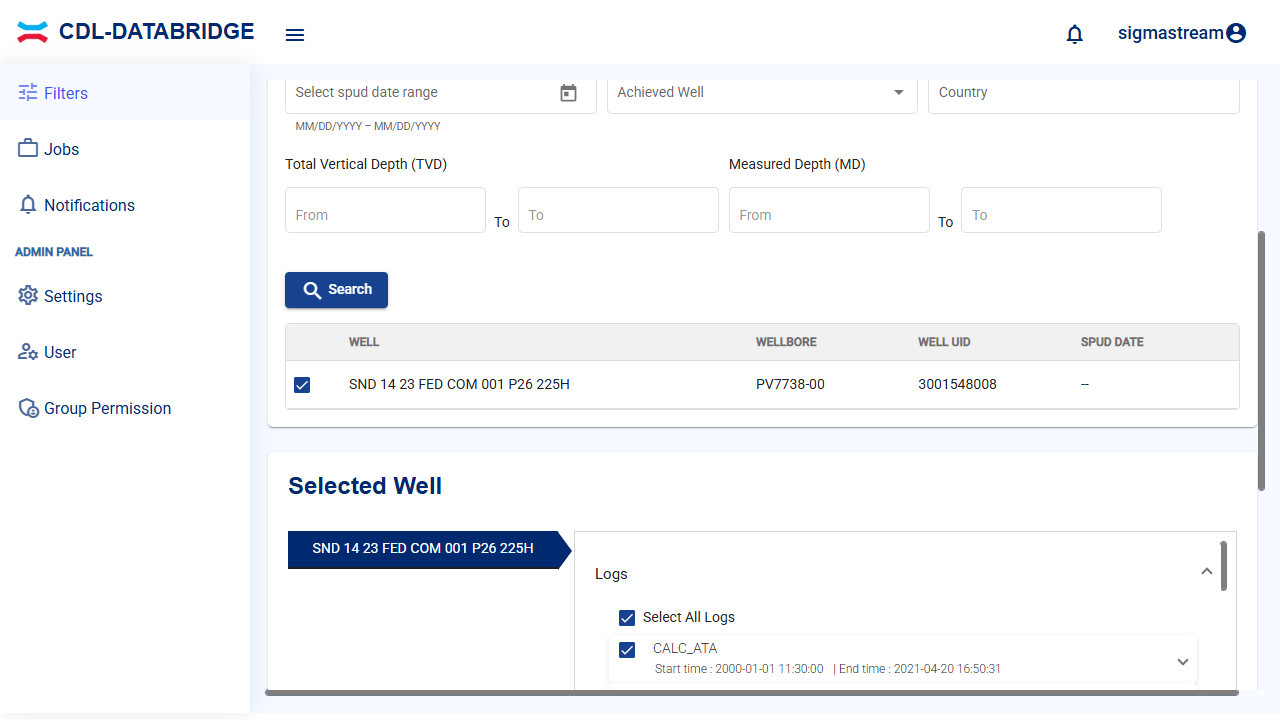 CDL-DATABRIDGE
sigmastream
Filters
Jobs
Notifications
ADMIN PANEL
Settings
User
Group Permission
Select spud date range
Achieved Well
Country
MM/DD/YYYY – MM/DD/YYYY
Total Vertical Depth (TVD)
Measured Depth (MD)
From To To From To To
Search
WELL WELLBORE WELL UID SPUD DATE
SND 14 23 FED COM 001 P26 225H PV7738-00 3001548008 --
Selected Well
SND 14 23 FED COM 001 P26 225H
Logs
Select All Logs
CALC_ATA
Start time : 2000-01-01 11:30:00 | End time : 2021-04-20 16:50:31